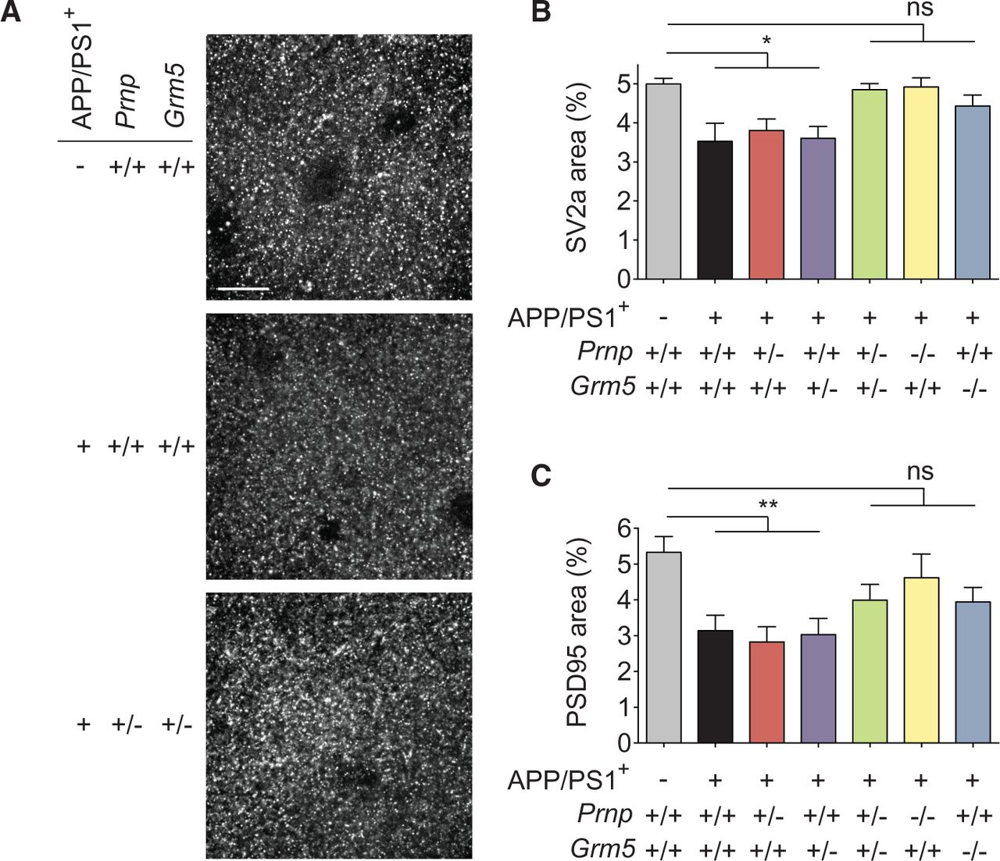 A
APP/PS1+ Prnp Grm5
- +/+ +/+
+ +/+ +/+
+ +/- +/-
B
ns
*
SV2a area (%)
5
4
3
2
1
0
APP/PS1+ - + + + + + +
Prnp +/+ +/+ +/- +/+ +/- -/- +/+
Grm5 +/+ +/+ +/+ +/- +/- +/+ -/-
C
ns
**
PSD95 area (%)
6
5
4
3
2
1
0
APP/PS1+ - + + + + + +
Prnp +/+ +/+ +/- +/+ +/- -/- +/+
Grm5 +/+ +/+ +/+ +/- +/- +/+ -/-